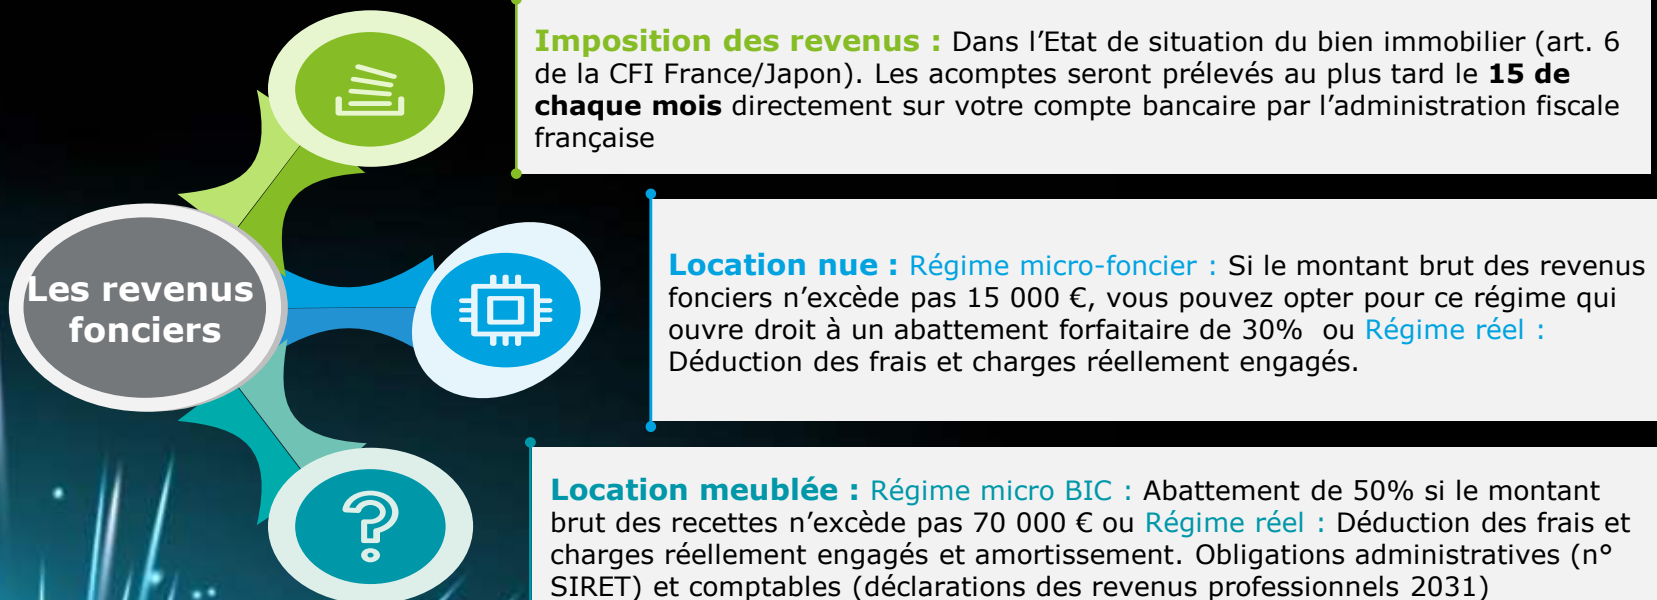 Imposition des revenus : Dans l’Etat de situation du bien immobilier (art. 6
de la CFI France/Japon). Les acomptes seront prélevés au plus tard le 15 de
chaque mois directement sur votre compte bancaire par l’administration fiscale
française
Les revenus
fonciers
Location nue : Régime micro-foncier : Si le montant brut des revenus
fonciers n’excède pas 15 000 €, vous pouvez opter pour ce régime qui
ouvre droit à un abattement forfaitaire de 30% ou Régime réel :
Déduction des frais et charges réellement engagés.
Location meublée : Régime micro BIC : Abattement de 50% si le montant
brut des recettes n’excède pas 70 000 € ou Régime réel : Déduction des frais et
charges réellement engagés et amortissement. Obligations administratives (n°
SIRET) et comptables (déclarations des revenus professionnels 2031)